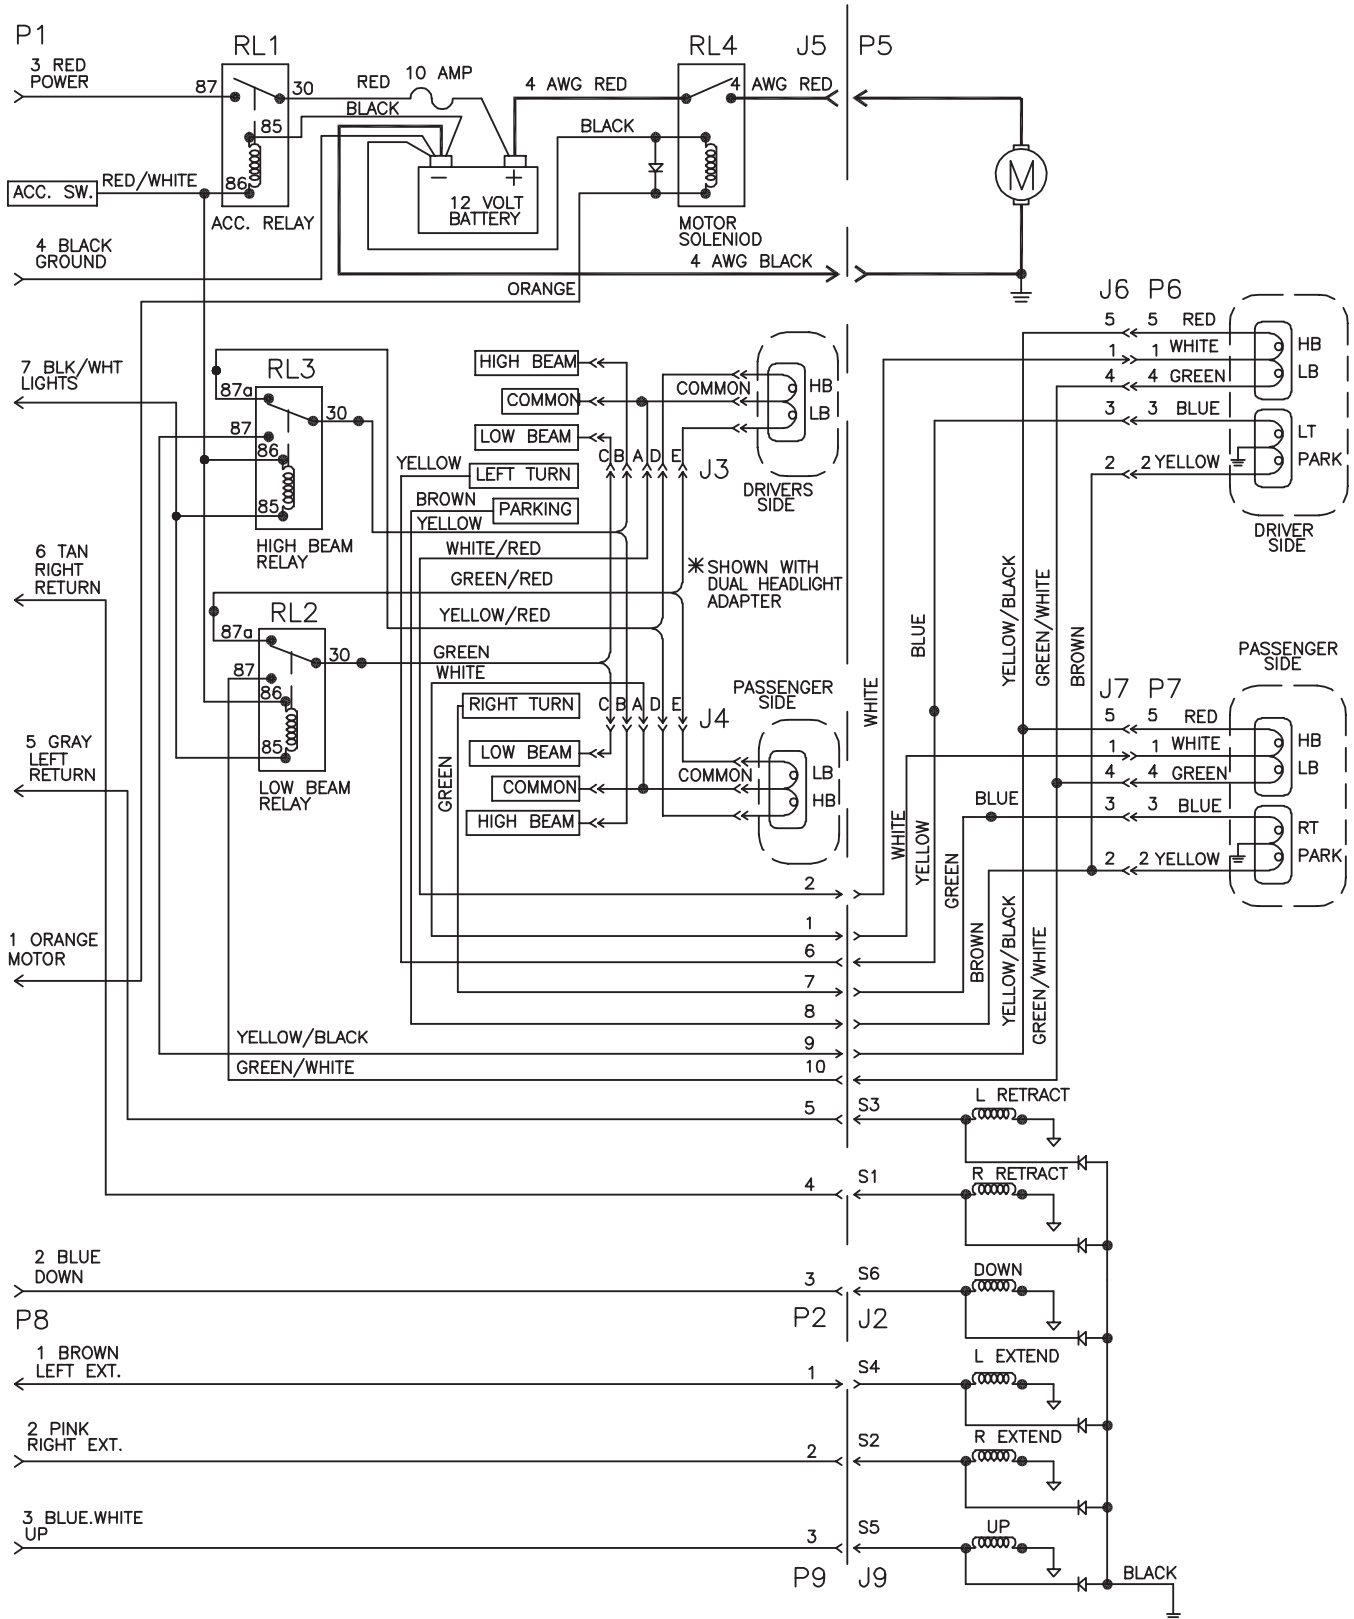 P1
3 RED
POWER
RL1
87
30
RED
10 AMP
BLACK
85
86
ACC. SW.
RED/WHITE
ACC. RELAY
4 BLACK
GROUND
12 VOLT
BATTERY
− +
4 AWG RED
BLACK
RL4
4 AWG RED
MOTOR
SOLENIOD
4 AWG BLACK
ORANGE
J5
P5
M
7 BLK/WHT
LIGHTS
RL3
87a
30
87
86
85
HIGH BEAM
RELAY
6 TAN
RIGHT
RETURN
RL2
87a
30
87
86
85
LOW BEAM
RELAY
5 GRAY
LEFT
RETURN
1 ORANGE
MOTOR
HIGH BEAM
COMMON
LOW BEAM
YELLOW
LEFT TURN
BROWN
PARKING
YELLOW
WHITE/RED
GREEN/RED
YELLOW/RED
GREEN
WHITE
RIGHT TURN
LOW BEAM
COMMON
HIGH BEAM
GREEN
C B A D E
J3
COMMON
HB
LB
DRIVERS
SIDE
SHOWN WITH
DUAL HEADLIGHT
ADAPTER
C B A D E
J4
PASSENGER
SIDE
COMMON
LB
HB
J6 P6
5 5 RED
1 1 WHITE
4 4 GREEN
3 3 BLUE
2 2 YELLOW
HB
LB
LT
PARK
DRIVER
SIDE
PASSENGER
SIDE
J7 P7
5 5 RED
1 1 WHITE
4 4 GREEN
3 3 BLUE
2 2 YELLOW
HB
LB
RT
PARK
WHITE
BLUE
YELLOW/BLACK
GREEN/WHITE
BROWN
BLUE
WHITE
YELLOW
GREEN
BROWN
YELLOW/BLACK
GREEN/WHITE
2
1
6
7
8
YELLOW/BLACK
9
GREEN/WHITE
10
5
S3
L RETRACT
4
S1
R RETRACT
2 BLUE
DOWN
3
S6
DOWN
P8
P2
J2
1 BROWN
LEFT EXT.
1
S4
L EXTEND
2 PINK
RIGHT EXT.
2
S2
R EXTEND
3 BLUE.WHITE
UP
3
S5
UP
P9
J9
BLACK